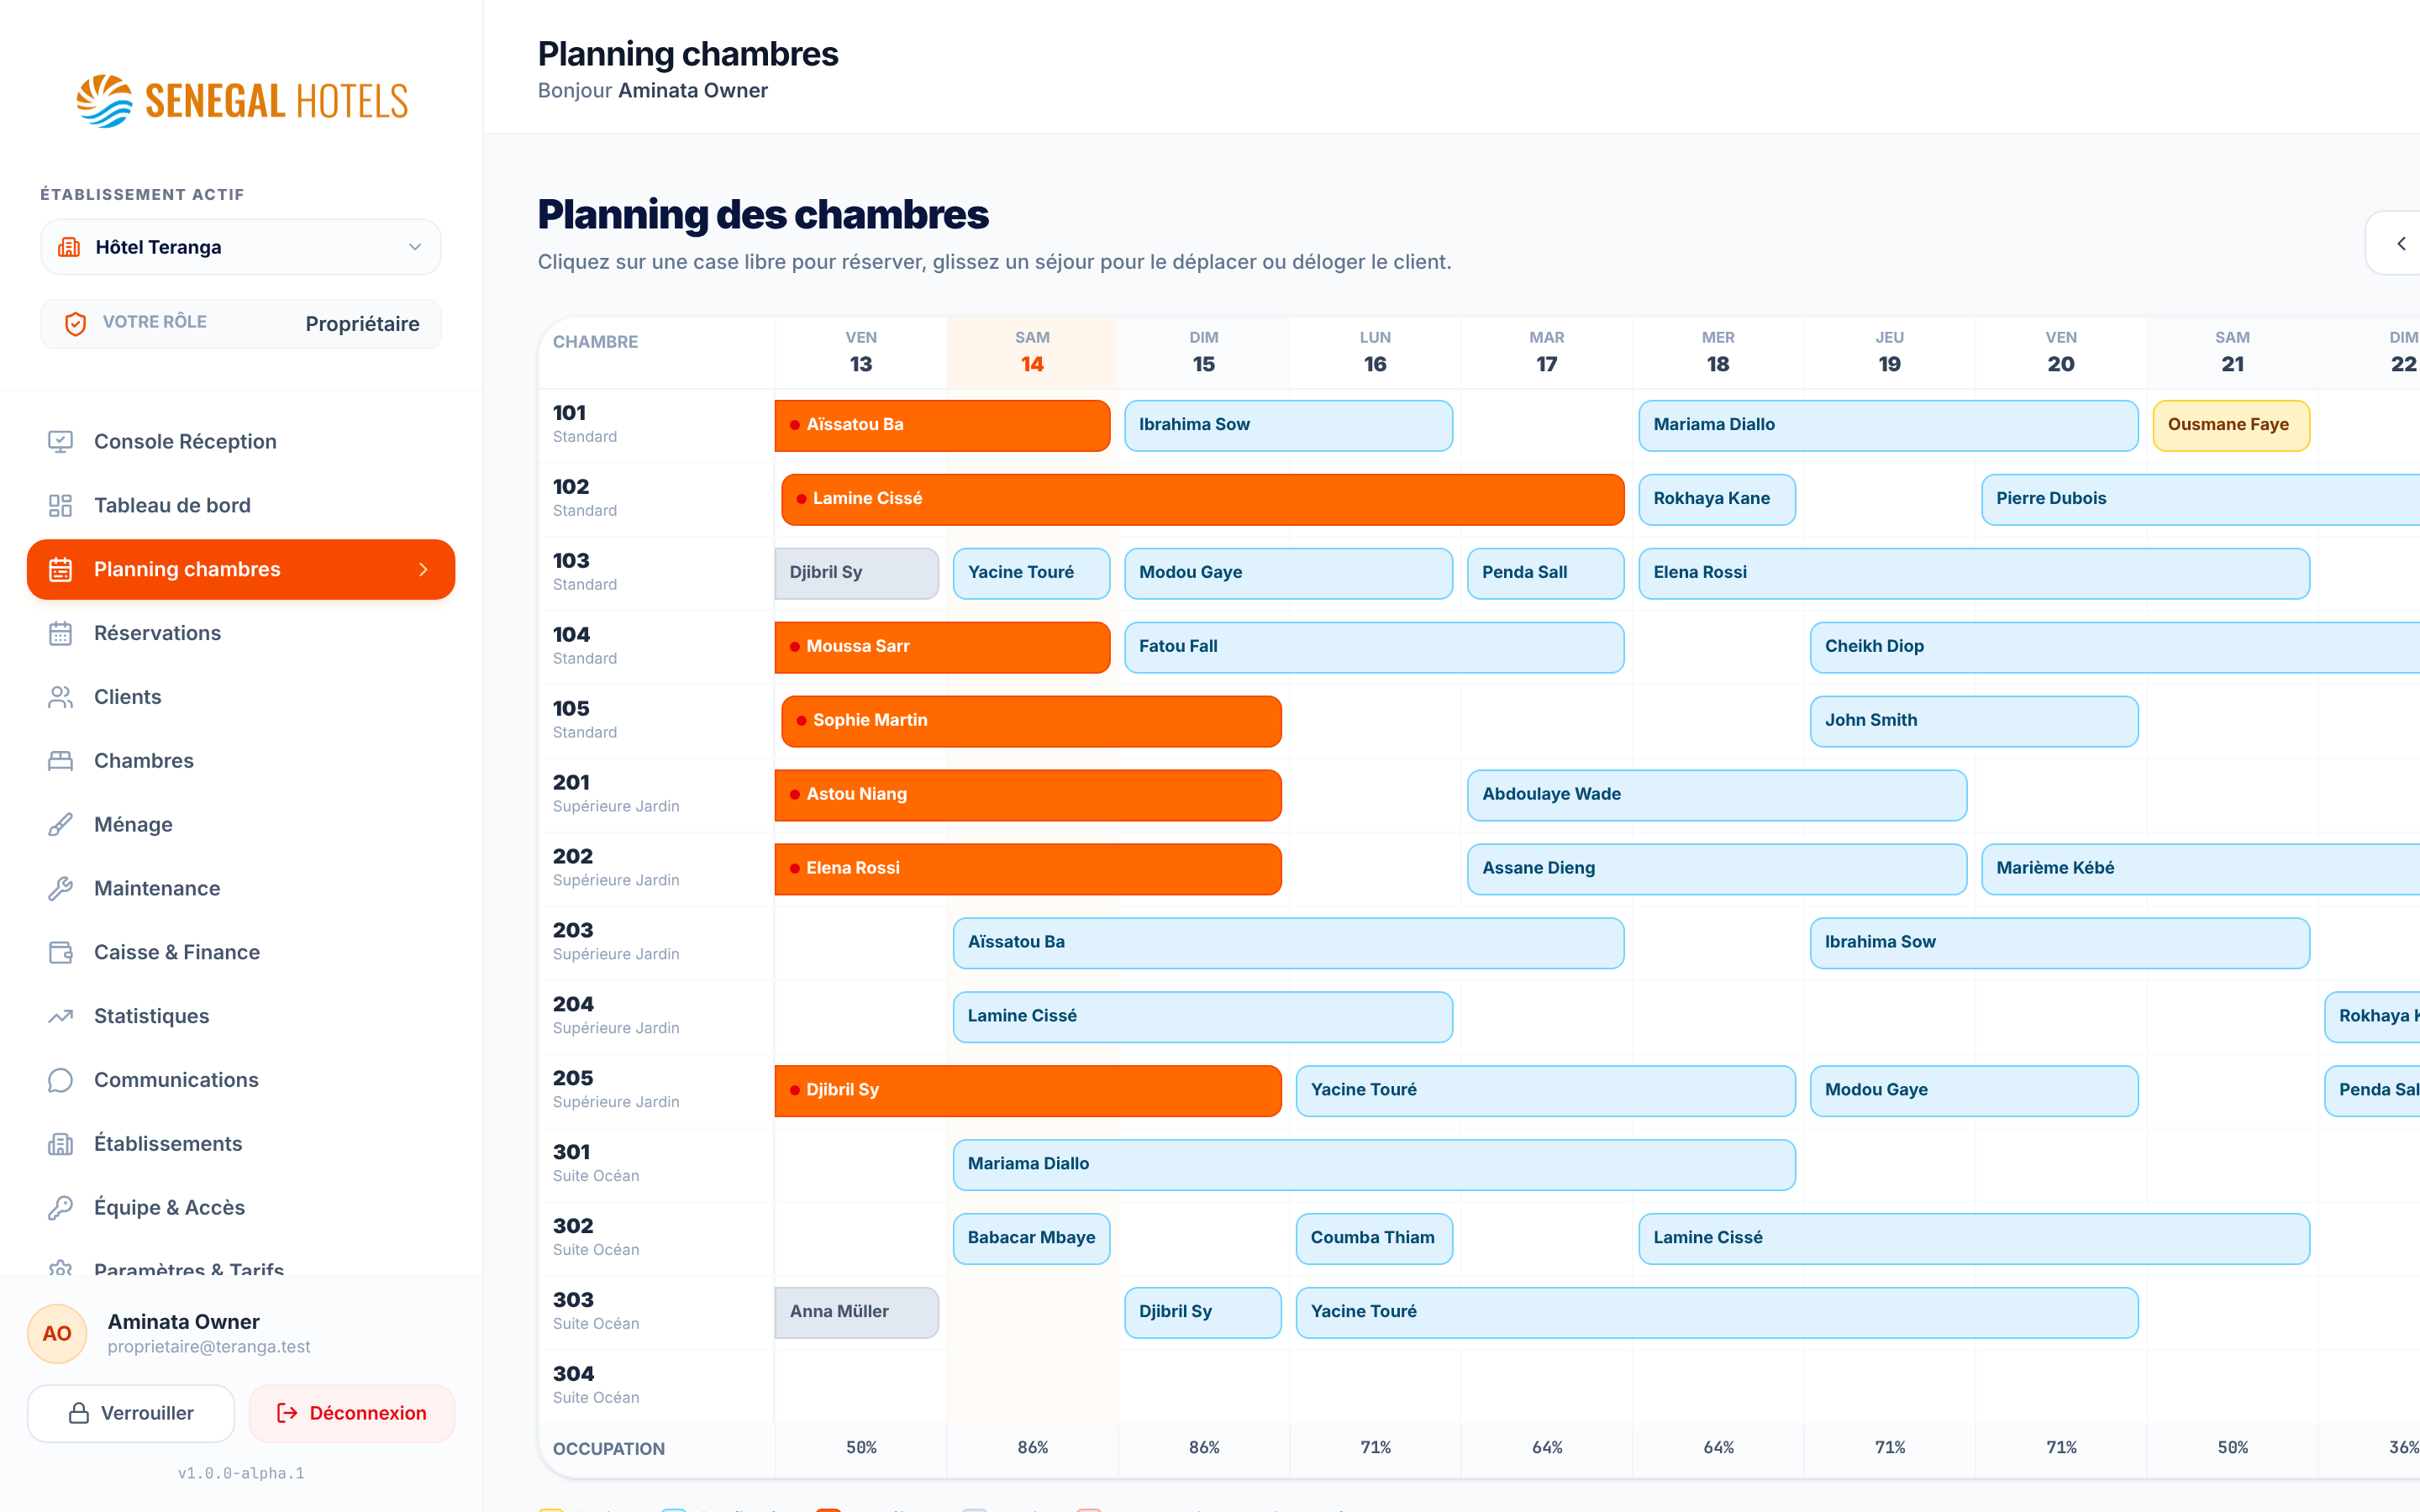 SENEGAL HOTELS
ÉTABLISSEMENT ACTIF
Hôtel Teranga
VOTRE RÔLE Propriétaire
Console Réception
Tableau de bord
Planning chambres
Réservations
Clients
Chambres
Ménage
Maintenance
Caisse & Finance
Statistiques
Communications
Établissements
Équipe & Accès
Paramètres & Tarifs
AO
Aminata Owner
proprietaire@teranga.test
Verrouiller
Déconnexion
v1.0.0-alpha.1
Planning chambres
Bonjour Aminata Owner
Planning des chambres
Cliquez sur une case libre pour réserver, glissez un séjour pour le déplacer ou déloger le client.
CHAMBRE VEN 13 SAM 14 DIM 15 LUN 16 MAR 17 MER 18 JEU 19 VEN 20 SAM 21 DIM 22
101 Aïssatou Ba Ibrahima Sow Mariama Diallo Ousmane Faye
Standard
102 Lamine Cissé Rokhaya Kane Pierre Dubois
Standard
103 Djibril Sy Yacine Touré Modou Gaye Penda Sall Elena Rossi
Standard
104 Moussa Sarr Fatou Fall Cheikh Diop
Standard
105 Sophie Martin John Smith
Standard
201 Astou Niang Abdoulaye Wade
Supérieure Jardin
202 Elena Rossi Assane Dieng Marième Kébé
Supérieure Jardin
203 Aïssatou Ba Ibrahima Sow
Supérieure Jardin
204 Lamine Cissé Rokhaya
Supérieure Jardin
205 Djibril Sy Yacine Touré Modou Gaye Penda
Supérieure Jardin
301 Mariama Diallo
Suite Océan
302 Babacar Mbaye Coumba Thiam Lamine Cissé
Suite Océan
303 Anna Müller Djibril Sy Yacine Touré
Suite Océan
304
Suite Océan
OCCUPATION 50% 86% 86% 71% 64% 64% 71% 71% 50% 36%